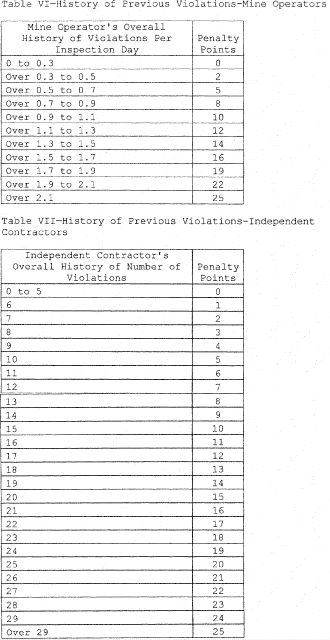 Table VI—History of Previous Violations-Mine Operators
Mine Operator's Overall
History of Violations Per
Inspection Day
Penalty
Points
0 to 0.3 0
Over 0.3 to 0.5 2
Over 0.5 to 0 7 5
Over 0.7 to 0.9 8
Over 0.9 to 1.1 10
Over 1.1 to 1.3 12
Over 1.3 to 1.5 14
Over 1.5 to 1.7 16
Over 1.7 to 1.9 19
Over 1.9 to 2.1 22
Over 2.1 25
Table VII—History of Previous Violations-Independent
Contractors
Independent Contractor's
Overall History of Number of
Violations
Penalty
Points
0 to 5 0
6 1
7 2
8 3
9 4
10 5
11 6
12 7
13 8
14 9
15 10
16 11
17 12
18 13
19 14
20 15
21 16
22 17
23 18
24 19
25 20
26 21
27 22
28 23
29 24
Over 29 25